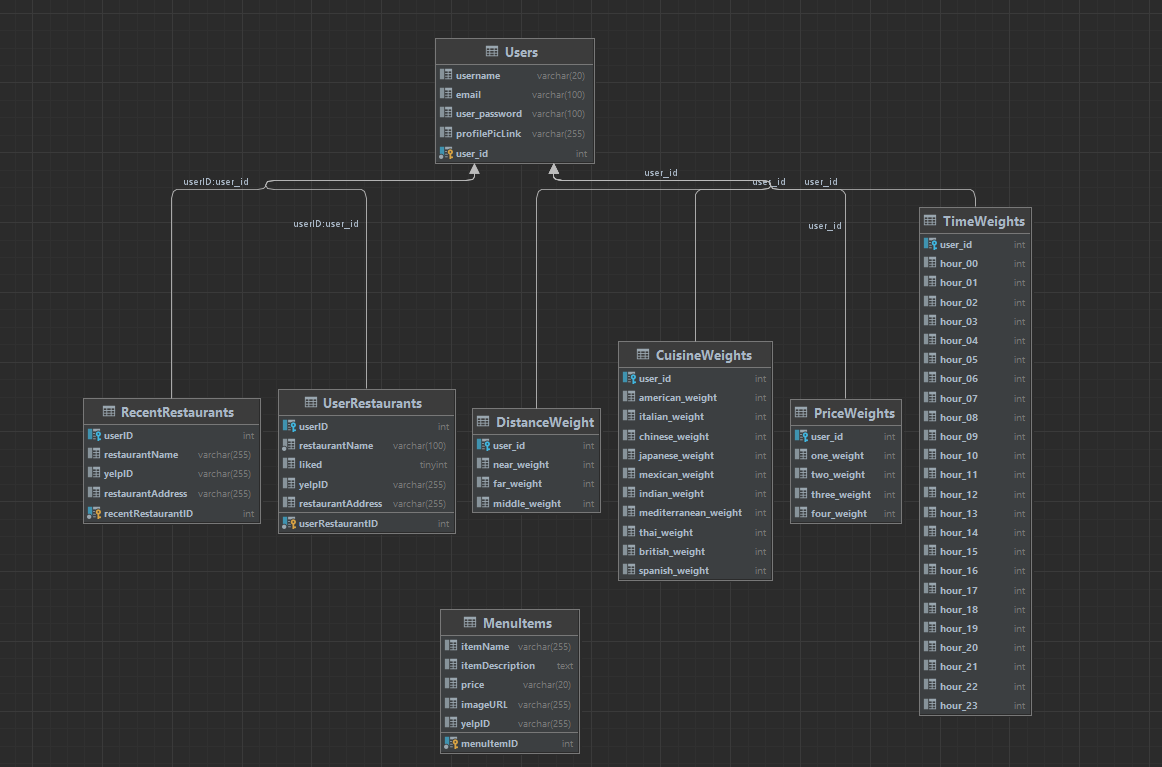 Users
username varchar(20)
email varchar(100)
user_password varchar(100)
profilePicLink varchar(255)
user_id int
userID:user_id
userID:user_id
user_id
user_id
user_id
user_id
TimeWeights
user_id int
hour_00 int
hour_01 int
hour_02 int
hour_03 int
hour_04 int
hour_05 int
hour_06 int
hour_07 int
hour_08 int
hour_09 int
hour_10 int
hour_11 int
hour_12 int
hour_13 int
hour_14 int
hour_15 int
hour_16 int
hour_17 int
hour_18 int
hour_19 int
hour_20 int
hour_21 int
hour_22 int
hour_23 int
RecentRestaurants
userID int
restaurantName varchar(255)
yelpID varchar(255)
restaurantAddress varchar(255)
recentRestaurantID int
UserRestaurants
userID int
restaurantName varchar(100)
liked tinyint
yelpID varchar(255)
restaurantAddress varchar(255)
userRestaurantID int
DistanceWeight
user_id int
near_weight int
far_weight int
middle_weight int
CuisineWeights
user_id int
american_weight int
italian_weight int
chinese_weight int
japanese_weight int
mexican_weight int
indian_weight int
mediterranean_weight int
thai_weight int
british_weight int
spanish_weight int
PriceWeights
user_id int
one_weight int
two_weight int
three_weight int
four_weight int
MenuItems
itemName varchar(255)
itemDescription text
price varchar(20)
imageURL varchar(255)
yelpID varchar(255)
menuItemID int